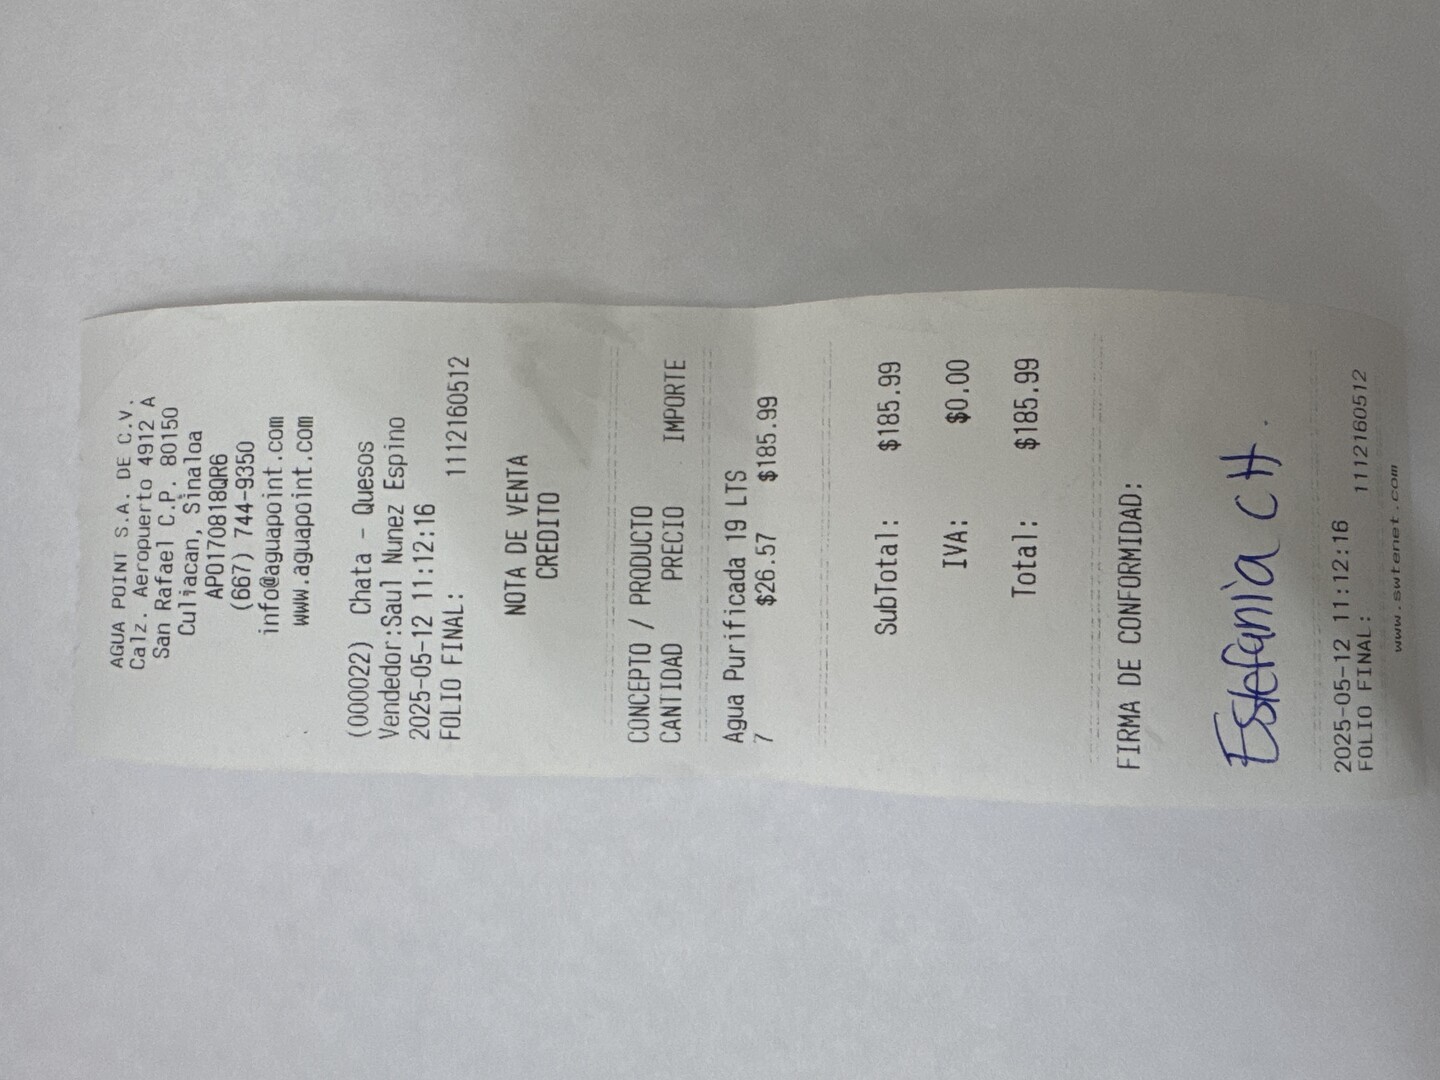 AGUA POINT S.A. DE C.V.
Calz. Aeropuerto 4912 A
San Rafael C.P. 80150
Culiacan, Sinaloa
APO170818QR6
(667) 744-9350
info@aguapoint.com
www.aguapoint.com
(000022) Chata - Quesos
Vendedor:Saul Nunez Espino
2025-05-12 11:12:16
FOLIO FINAL: 1112160512
NOTA DE VENTA
CREDITO
CONCEPTO / PRODUCTO
CANTIDAD PRECIO IMPORTE
Agua Purificada 19 LTS
7 $26.57 $185.99
SubTotal: $185.99
IVA: $0.00
Total: $185.99
FIRMA DE CONFORMIDAD:
Estefania CH.
2025-05-12 11:12:16
FOLIO FINAL: 1112160512
www.swtenet.com